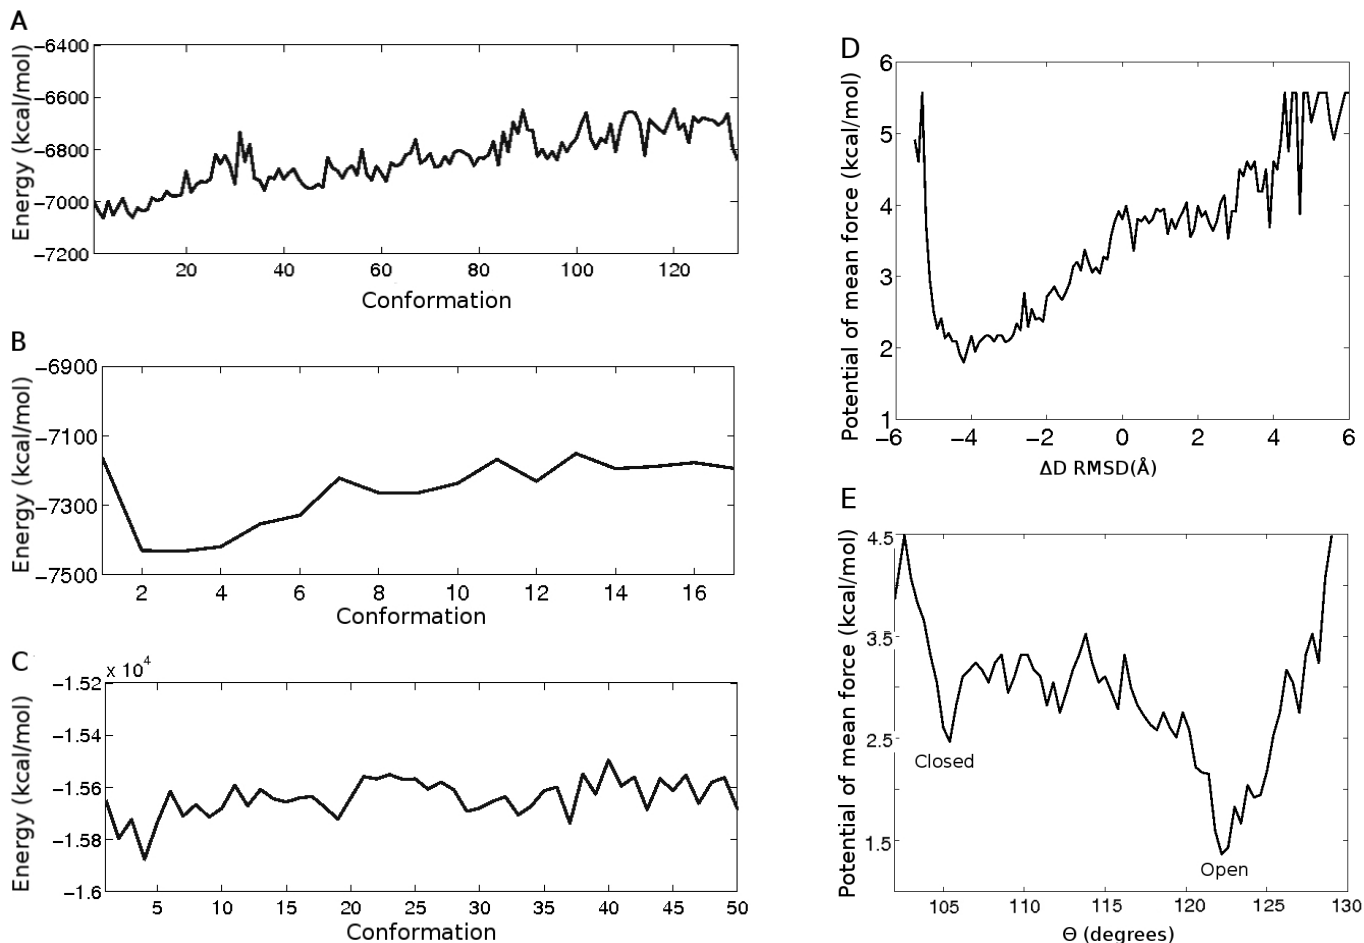 A
Energy (kcal/mol)
−6400
−6600
−6800
−7000
−7200
20 40 60 80 100 120
Conformation
B
Energy (kcal/mol)
−6900
−7100
−7300
−7500
2 4 6 8 10 12 14 16
Conformation
C
x 10⁴
Energy (kcal/mol)
−1.52
−1.54
−1.56
−1.58
−1.6
5 10 15 20 25 30 35 40 45 50
Conformation
D
Potential of mean force (kcal/mol)
6
5
4
3
2
1
−6 −4 −2 0 2 4 6
ΔD RMSD(Å)
E
Potential of mean force (kcal/mol)
4.5
3.5
2.5
1.5
Closed
Open
105 110 115 120 125 130
Θ (degrees)